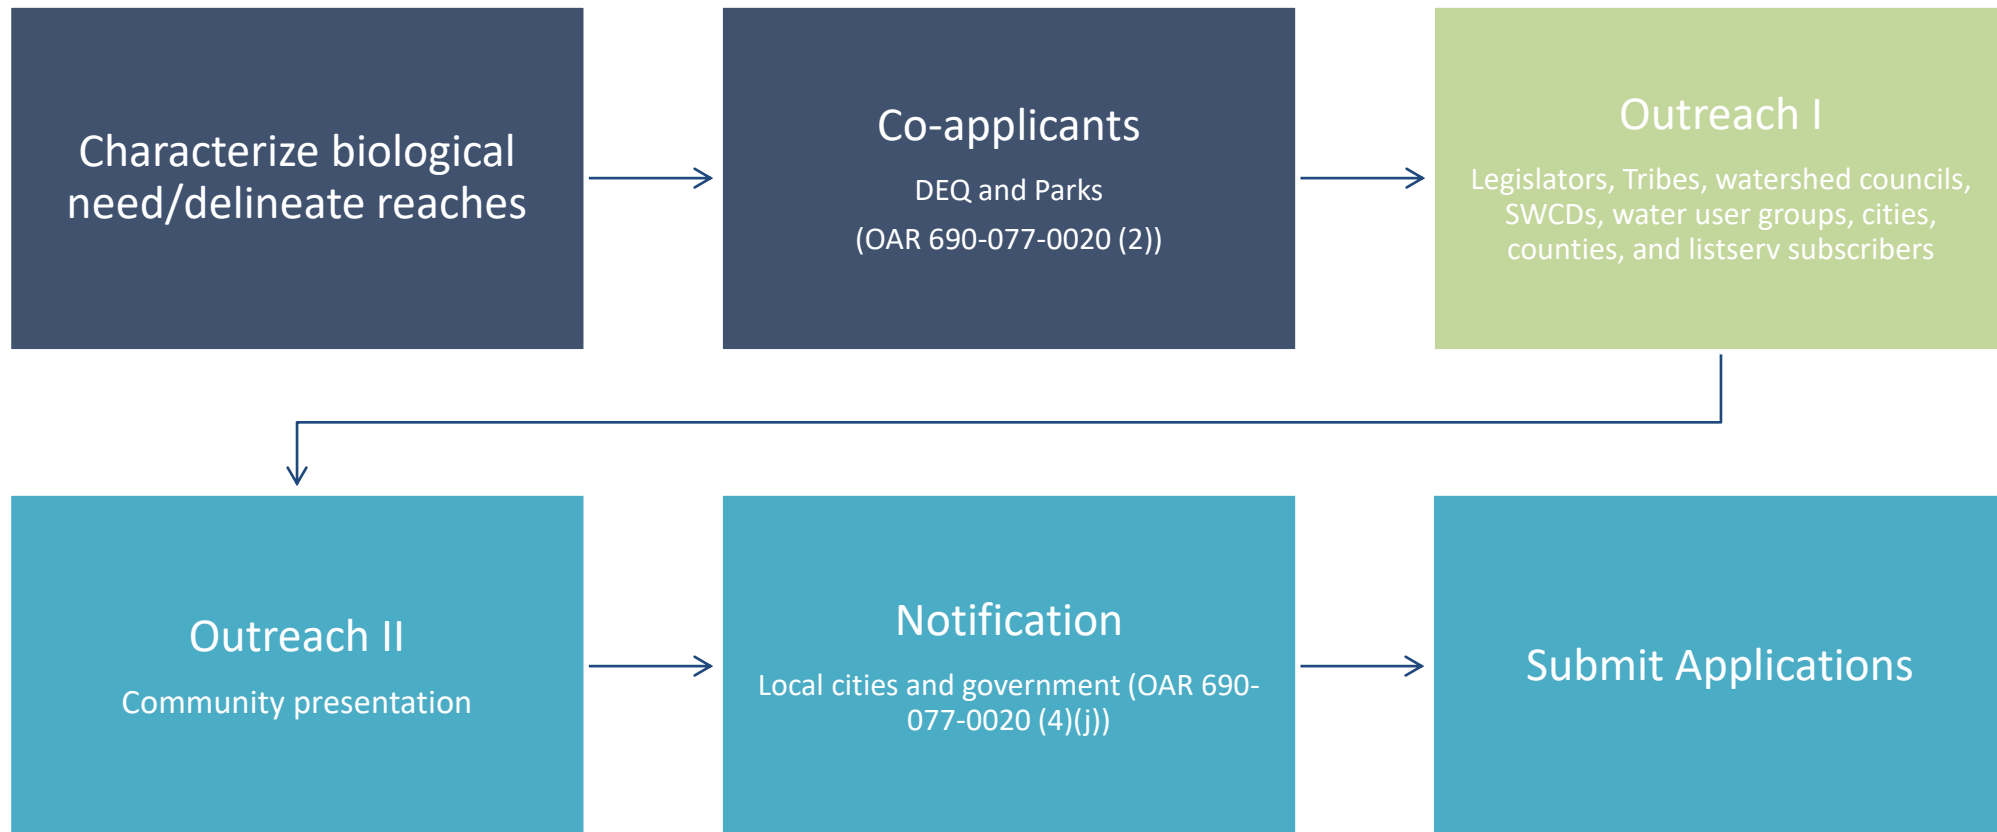 Characterize biological
need/delineate reaches
Co-applicants
DEQ and Parks
(OAR 690-077-0020 (2))
Outreach I
Legislators, Tribes, watershed councils,
SWCDs, water user groups, cities,
counties, and listserv subscribers
Outreach II
Community presentation
Notification
Local cities and government (OAR 690-
077-0020 (4)(j))
Submit Applications